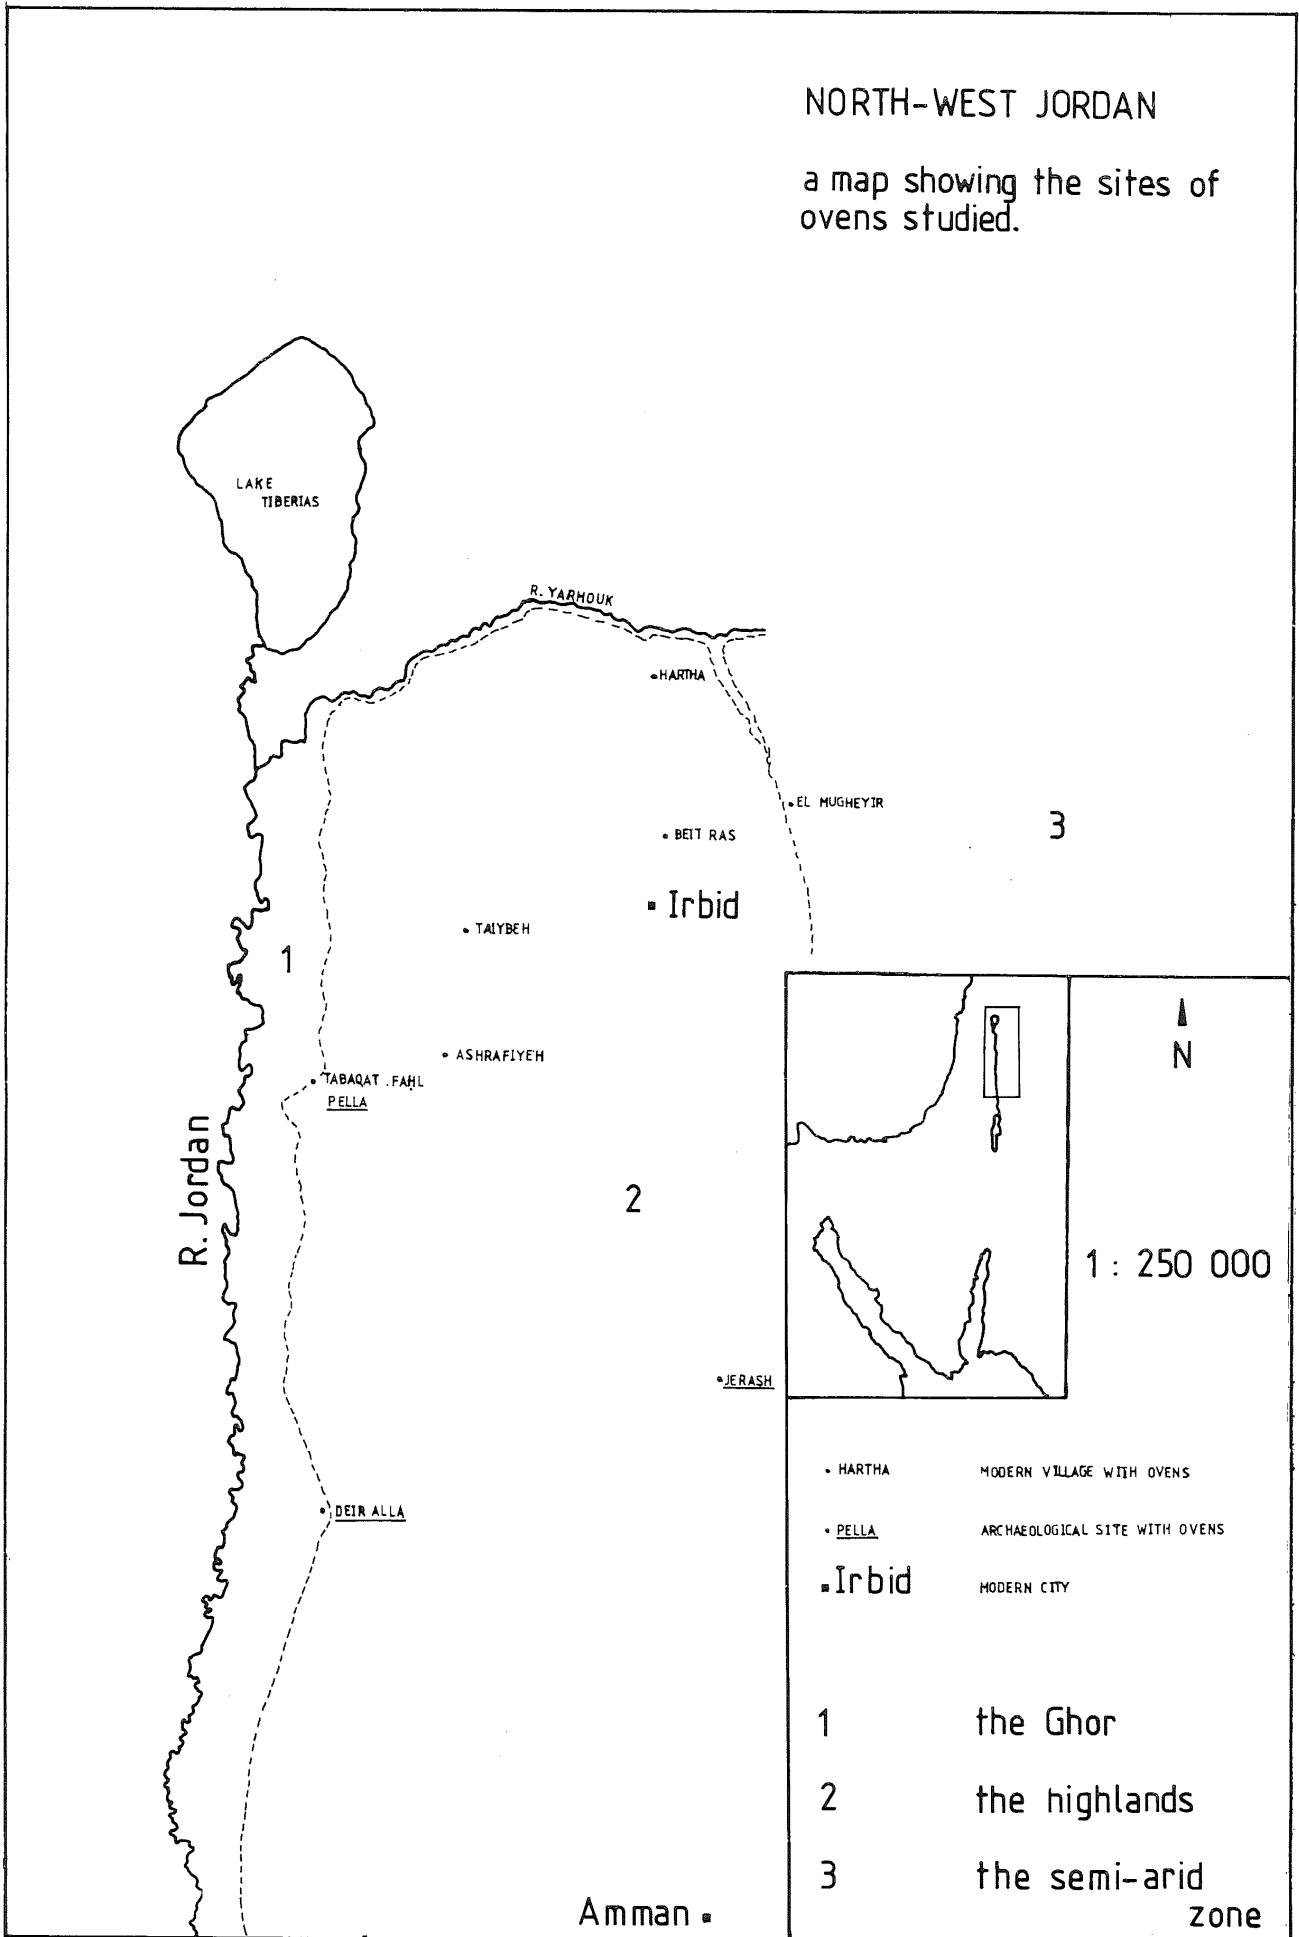 NORTH-WEST JORDAN
a map showing the sites of
ovens studied.
LAKE
TIBERIAS
R. YARHOUK
HARTHA
EL MUGHEYIR
3
BEIT RAS
Irbid
TAIYBEH
1
ASHRAFIYEH
TABAQAT .FAHL
PELLA
R. Jordan
2
N
1 : 250 000
JERASH
DEIR ALLA
HARTHA MODERN VILLAGE WITH OVENS
PELLA ARCHAEOLOGICAL SITE WITH OVENS
Irbid MODERN CITY
1 the Ghor
2 the highlands
3 the semi-arid
zone
Amman